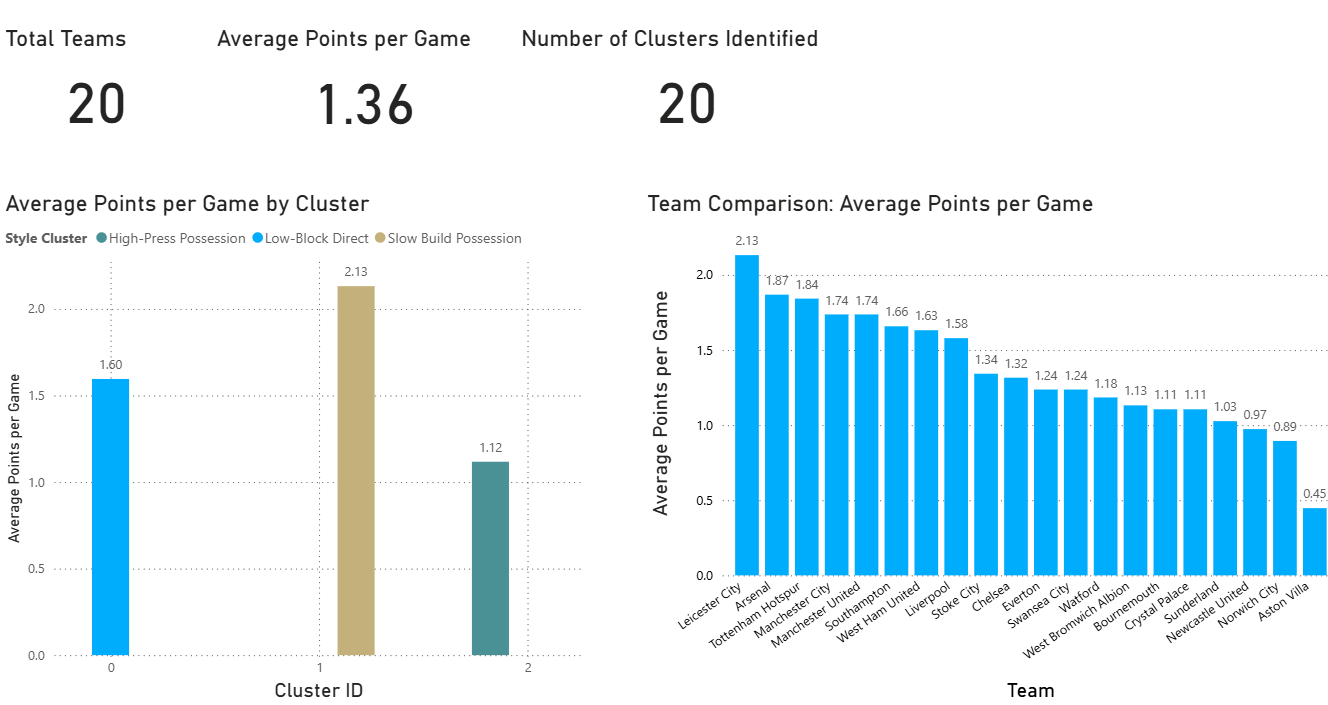 Total Teams
Average Points per Game
Number of Clusters Identified
20
1.36
20
Average Points per Game by Cluster
Style Cluster High-Press Possession Low-Block Direct Slow Build Possession
Average Points per Game
2.0
1.5
1.0
0.5
0.0
1.60
2.13
1.12
0
1
2
Cluster ID
Team Comparison: Average Points per Game
Average Points per Game
2.0
1.5
1.0
0.5
0.0
2.13
1.87
1.84
1.74
1.74
1.66
1.63
1.58
1.34
1.32
1.24
1.24
1.18
1.13
1.11
1.11
1.03
0.97
0.89
0.45
Leicester City
Arsenal
Tottenham Hotspur
Manchester City
Manchester United
Southampton
West Ham United
Liverpool
Stoke City
Chelsea
Everton
Swansea City
Watford
West Bromwich Albion
Bournemouth
Crystal Palace
Sunderland
Newcastle United
Norwich City
Aston Villa
Team